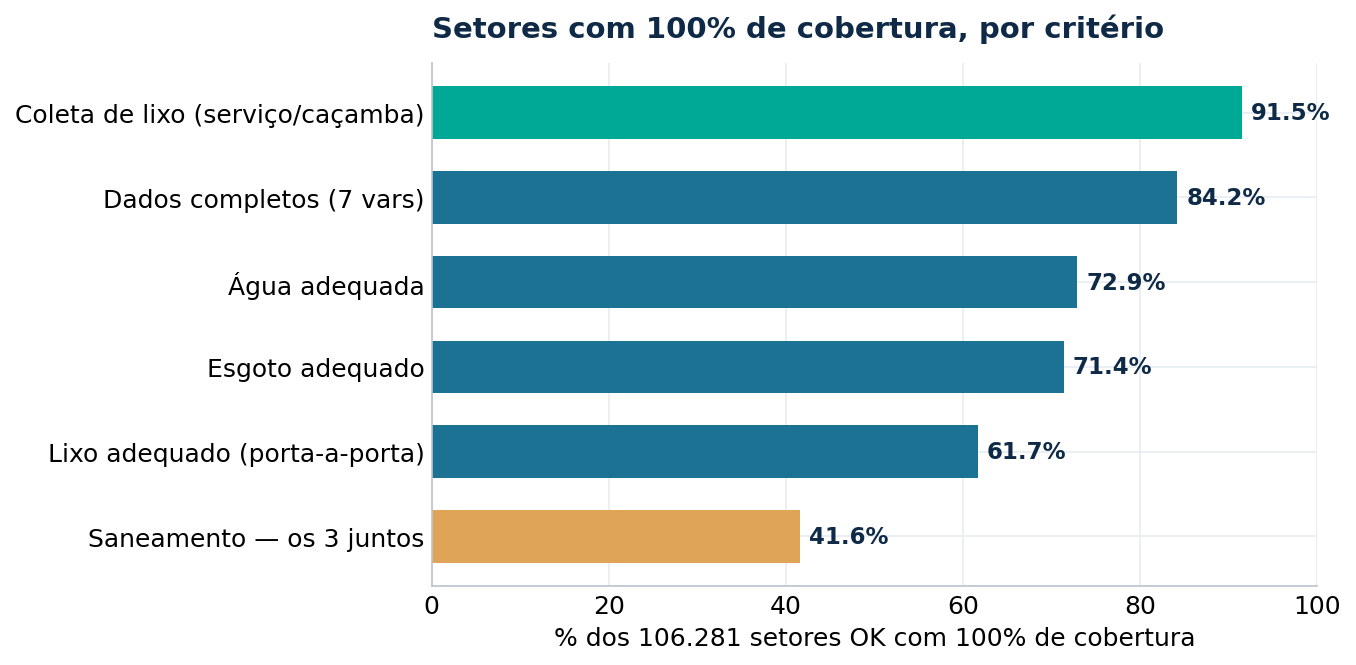 Setores com 100% de cobertura, por critério
Coleta de lixo (serviço/caçamba)
91.5%
Dados completos (7 vars)
84.2%
Água adequada
72.9%
Esgoto adequado
71.4%
Lixo adequado (porta-a-porta)
61.7%
Saneamento — os 3 juntos
41.6%
0 20 40 60 80 100
% dos 106.281 setores OK com 100% de cobertura